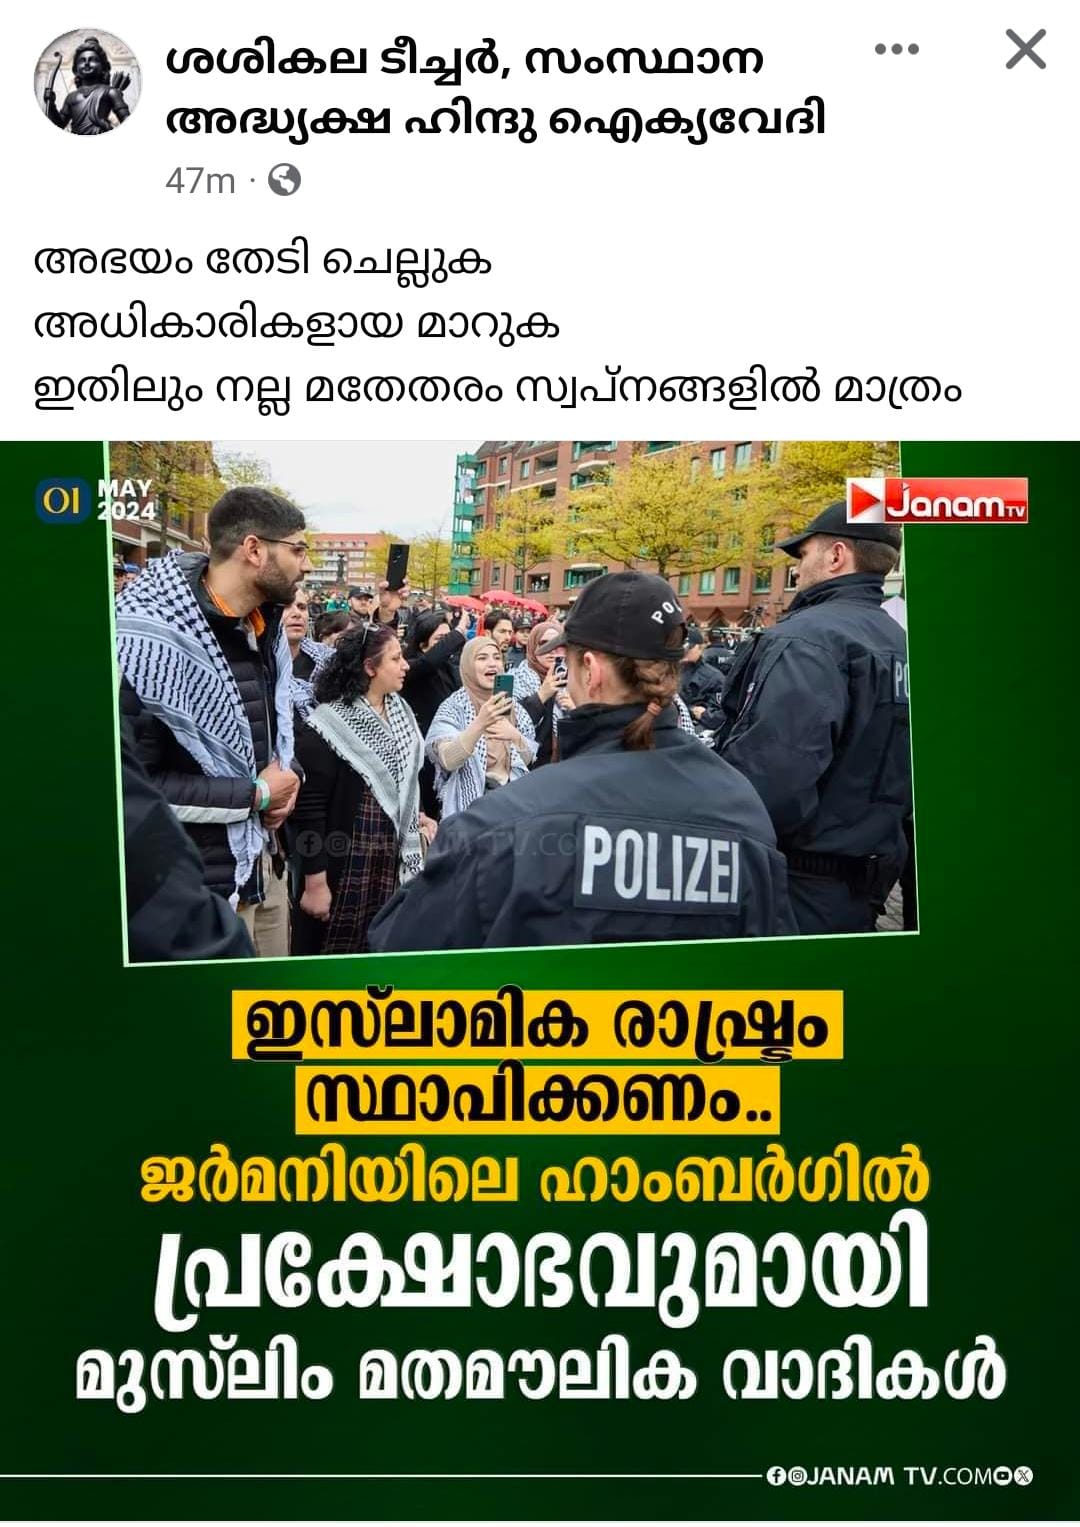 ശശികല ടീച്ചർ, സംസ്ഥാന
അദ്ധ്യക്ഷ ഹിന്ദു ഐക്യവേദി
47m ·
അഭയം തേടി ചെല്ലുക
അധികാരികളായ മാറുക
ഇതിലും നല്ല മതേതരം സ്വപ്നങ്ങളിൽ മാത്രം
01 MAY
2024
Janam TV
POLIZEI
ഇസ്ലാമിക രാഷ്ട്രം
സ്ഥാപിക്കണം..
ജർമനിയിലെ ഹാംബർഗിൽ
പ്രക്ഷോഭവുമായി
മുസ്ലിം മതമൗലിക വാദികൾ
JANAM TV.COM